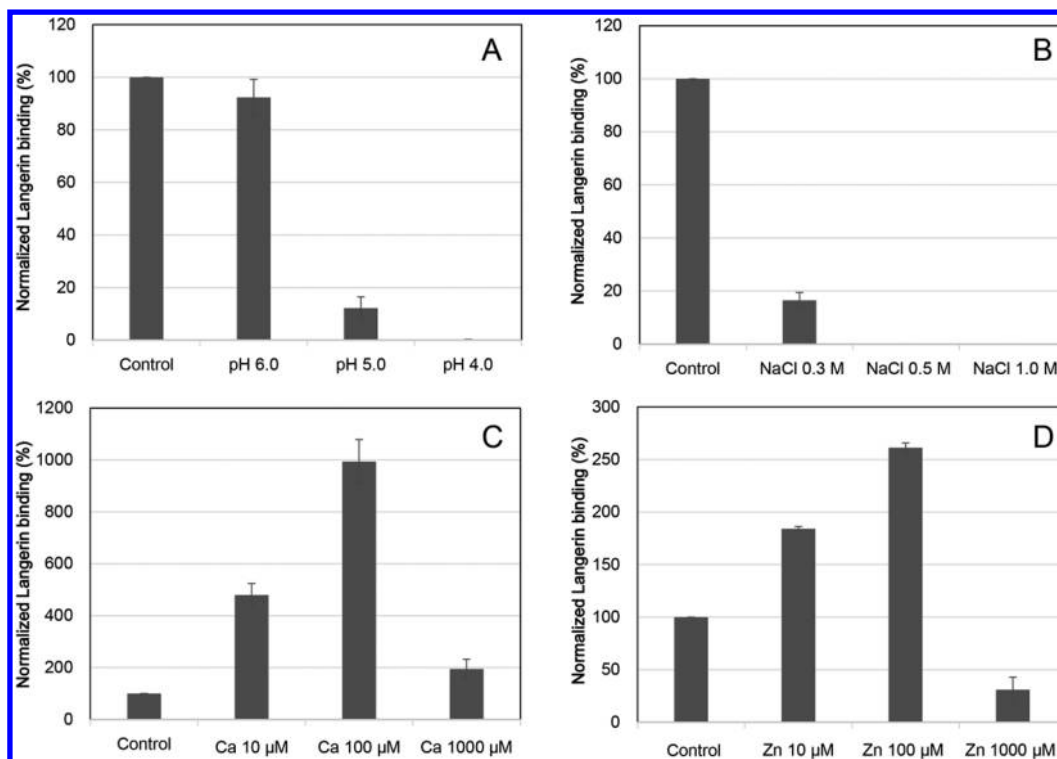 A
Normalized Langerin binding (%)
120
100
80
60
40
20
0
Control pH 6.0 pH 5.0 pH 4.0
B
Normalized Langerin binding (%)
120
100
80
60
40
20
0
Control NaCl 0.3 M NaCl 0.5 M NaCl 1.0 M
C
Normalized Langerin binding (%)
1200
1000
800
600
400
200
0
Control Ca 10 µM Ca 100 µM Ca 1000 µM
D
Normalized Langerin binding (%)
300
250
200
150
100
50
0
Control Zn 10 µM Zn 100 µM Zn 1000 µM